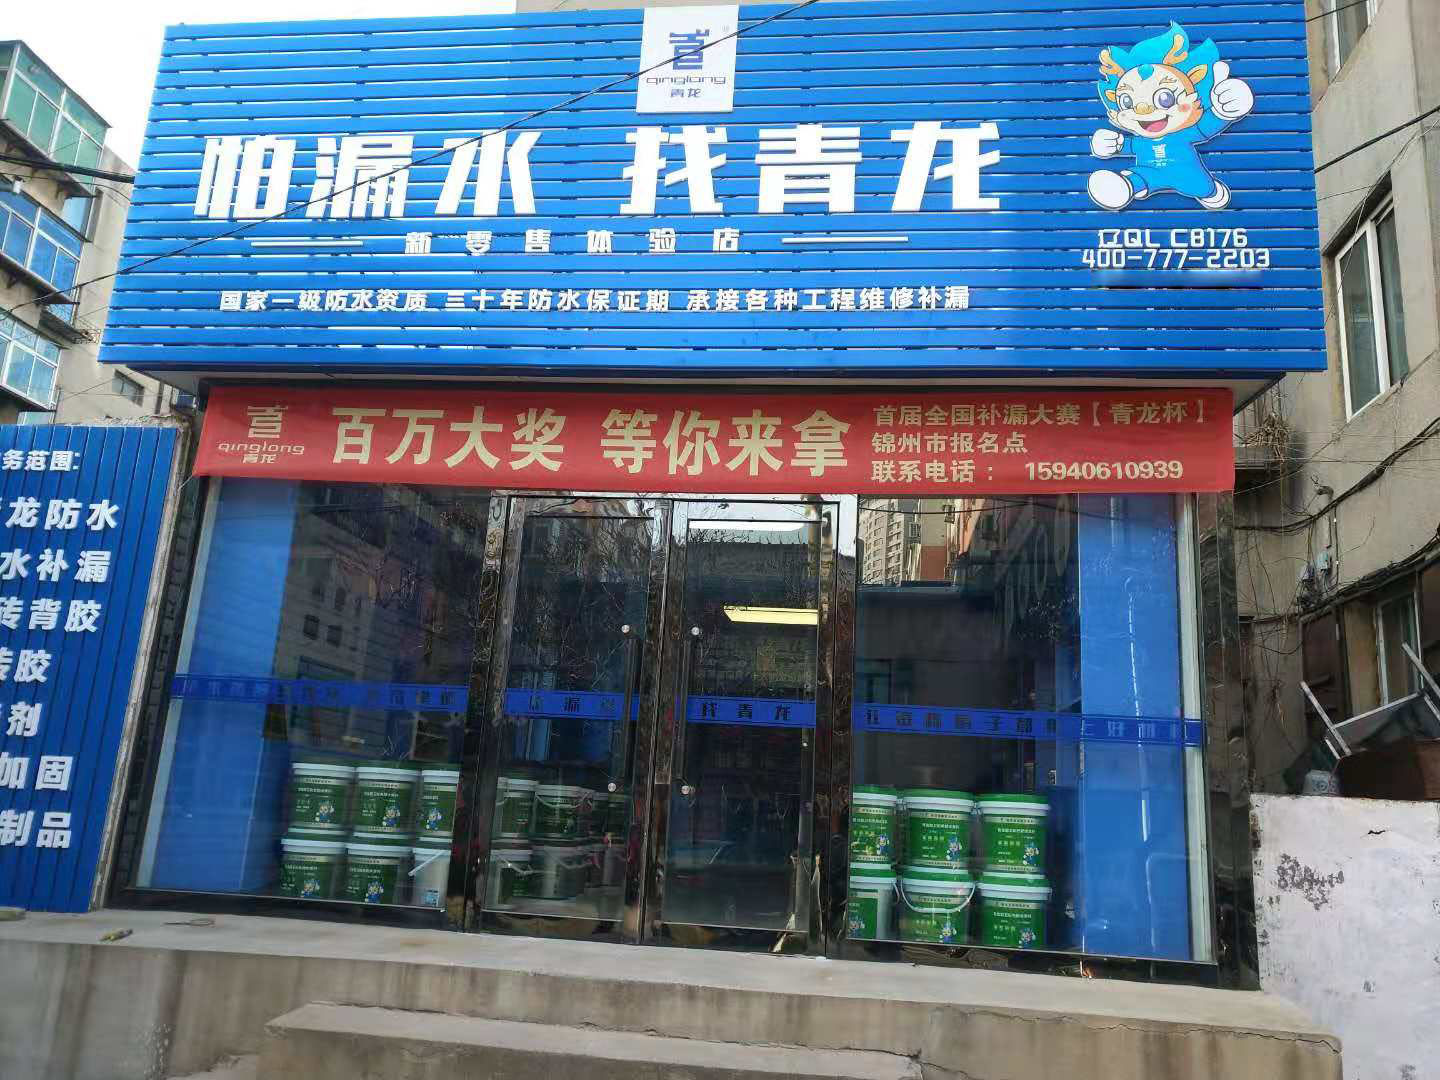 qinglong
青龙
怕漏水 找青龙
新零售体验店
辽QL C8176
400-777-2203
国家一级防水资质 三十年防水保证期 承接各种工程维修补漏
qinglong
青龙
百万大奖 等你来拿
首届全国补漏大赛【青龙杯】
锦州市报名点
联系电话： 15940610939
务范围:
龙防水
水补漏
砖背胶
砖胶
剂
加固
制品
漏
找青龙